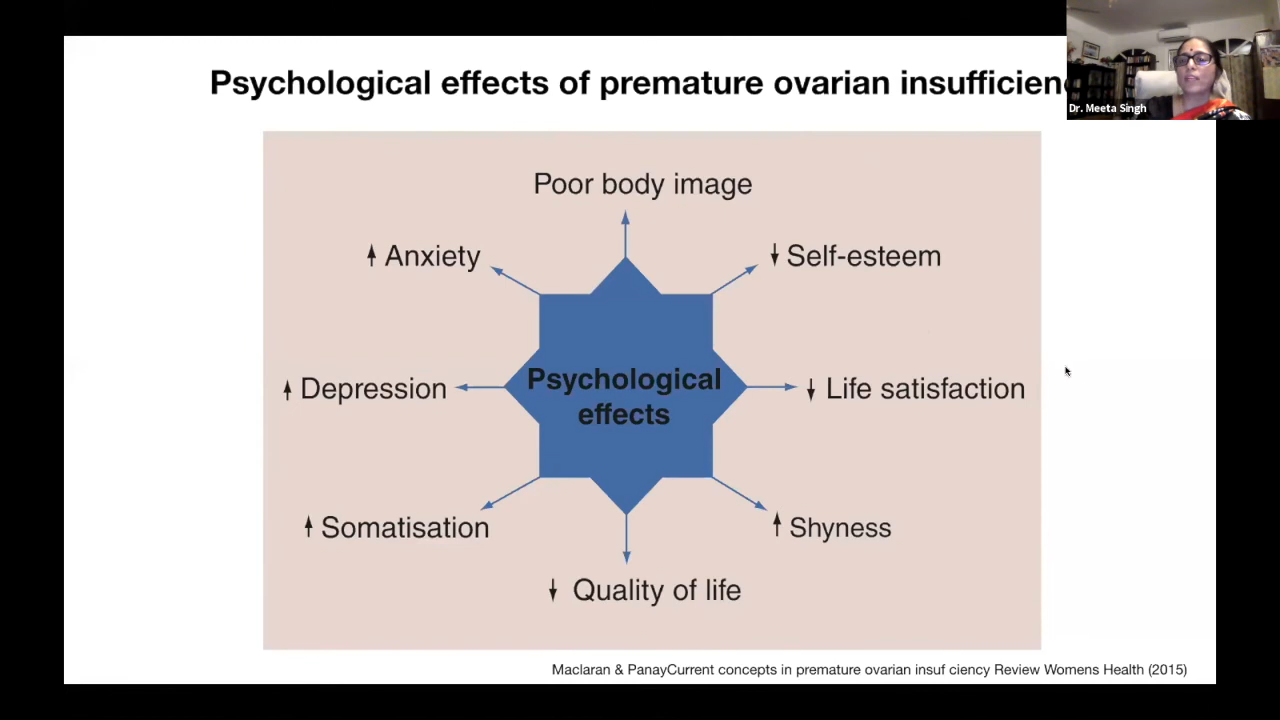 Psychological effects of premature ovarian insufficien
Dr. Meeta Singh
Poor body image
Anxiety
Self-esteem
Depression
Psychological
effects
Life satisfaction
Somatisation
Shyness
Quality of life
Maclaran & PanayCurrent concepts in premature ovarian insuf ciency Review Womens Health (2015)